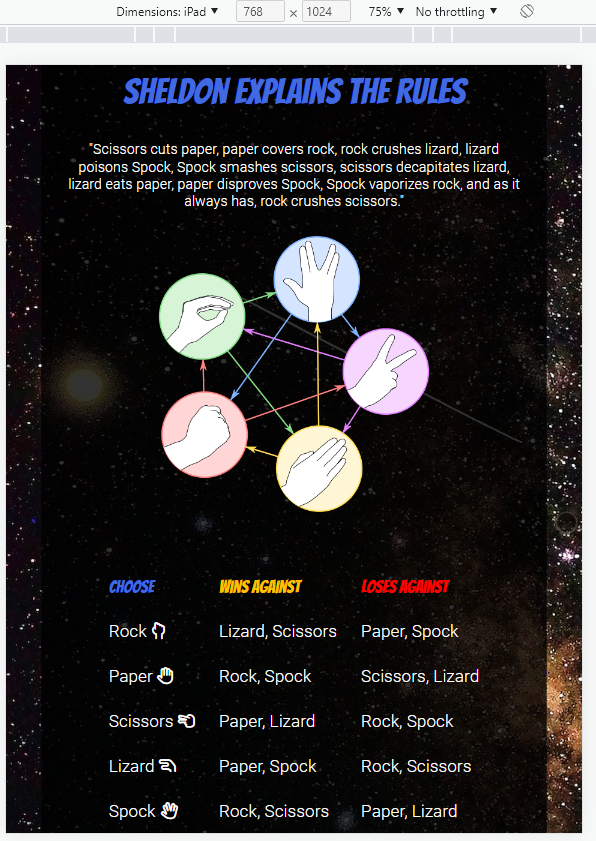 Dimensions: iPad 768 × 1024 75% No throttling
SHELDON EXPLAINS THE RULES
"Scissors cuts paper, paper covers rock, rock crushes lizard, lizard
poisons Spock, Spock smashes scissors, scissors decapitates lizard,
lizard eats paper, paper disproves Spock, Spock vaporizes rock, and as it
always has, rock crushes scissors."
CHOOSE WINS AGAINST LOSES AGAINST
Rock Lizard, Scissors Paper, Spock
Paper Rock, Spock Scissors, Lizard
Scissors Paper, Lizard Rock, Spock
Lizard Paper, Spock Rock, Scissors
Spock Rock, Scissors Paper, Lizard